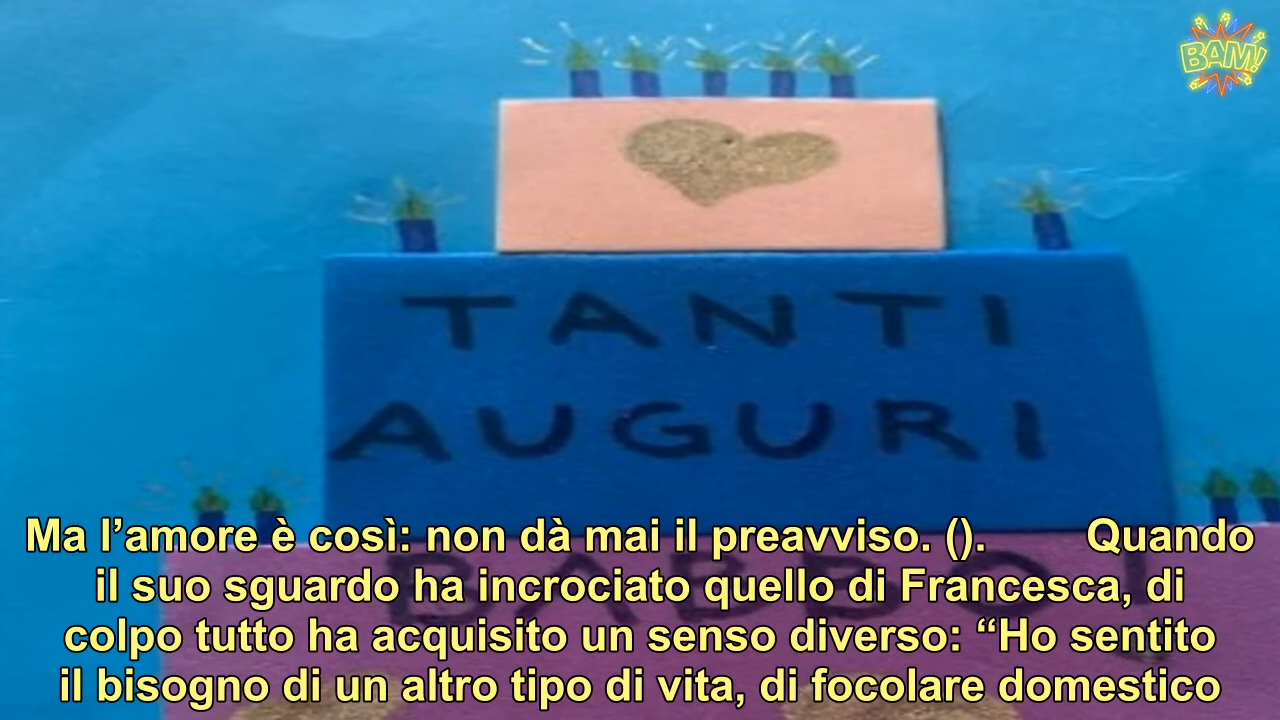 BAM!
TANTI
AUGURI
BABBO!
Ma l’amore è così: non dà mai il preavviso. (). Quando
il suo sguardo ha incrociato quello di Francesca, di
colpo tutto ha acquisito un senso diverso: “Ho sentito
il bisogno di un altro tipo di vita, di focolare domestico